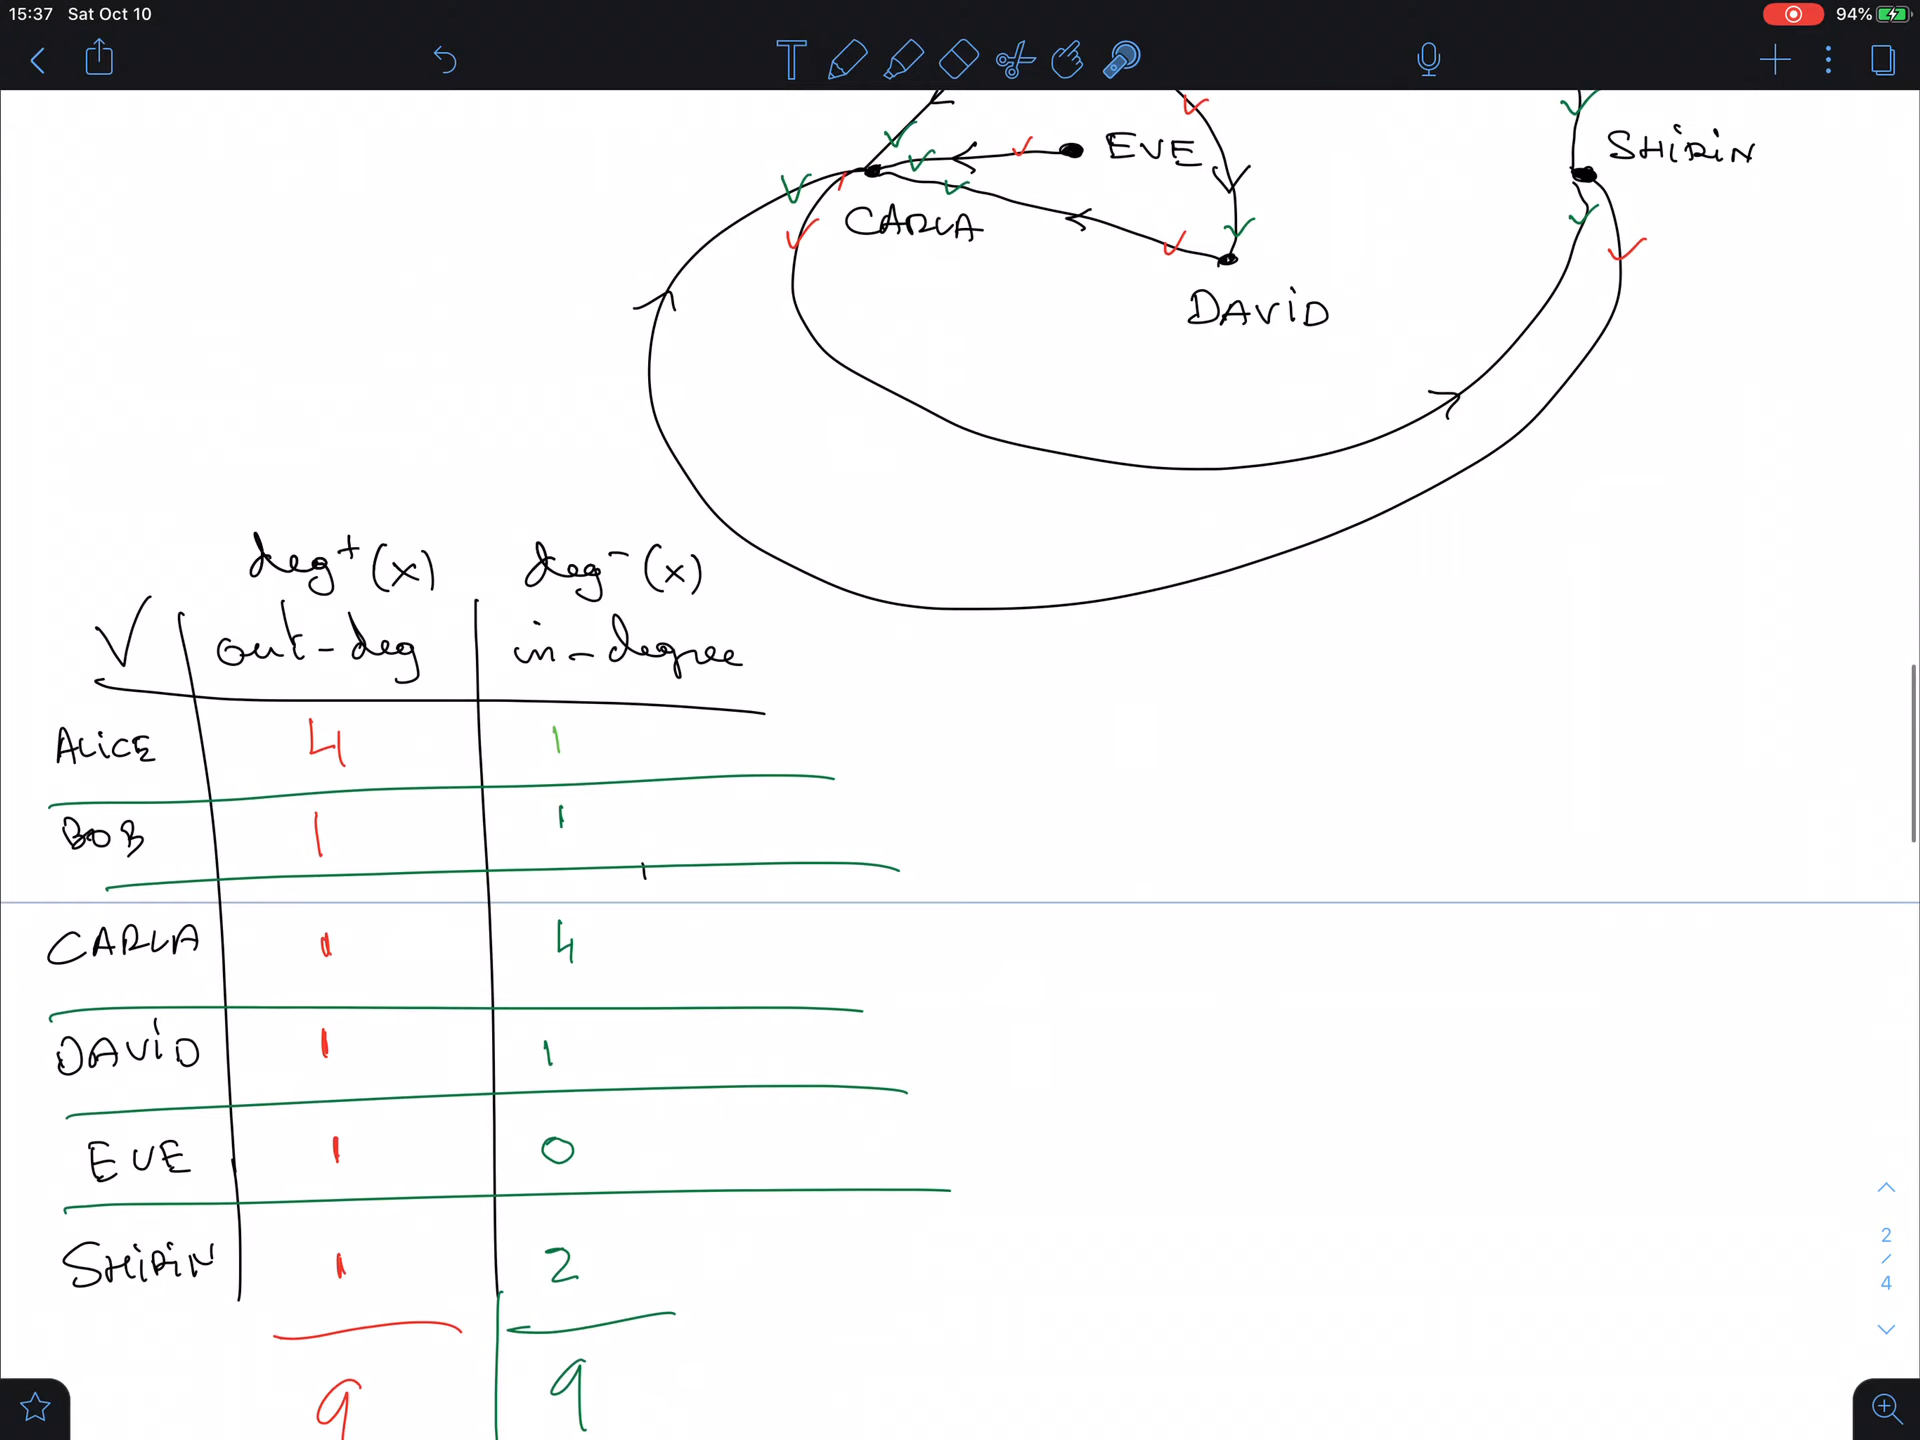 15:37 Sat Oct 10 94%
EVE
SHIRIN
CARLA
DAVID
deg⁺(x) deg⁻(x)
V out-deg in-degree
ALICE 4 1
BOB 1 1
CARLA 1 4
DAVID 1 1
EVE 1 0
SHIRIN 1 2
9 9
2
/
4